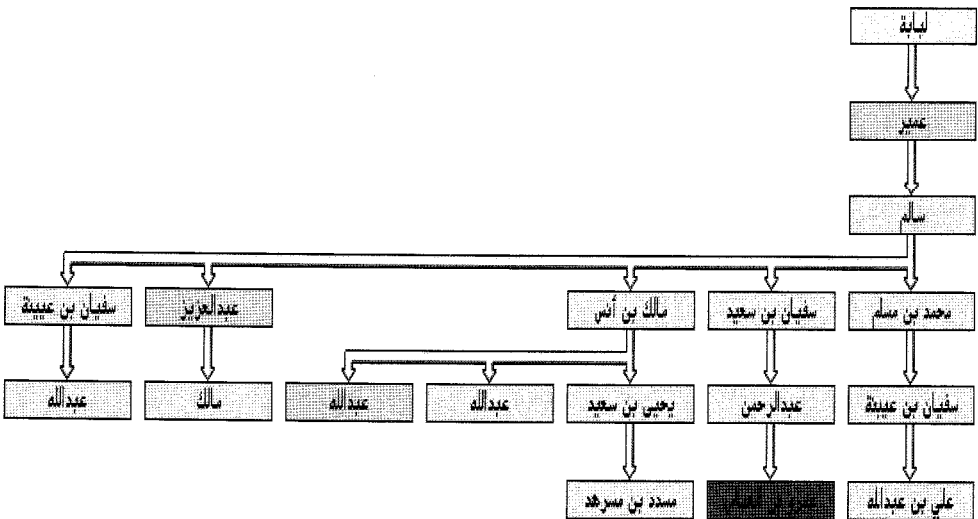 لبابة
عمير
سالم
محمد بن مسلم
سفيان بن سعيد
مالك بن أنس
عبدالعزيز
سفيان بن عيينة
سفيان بن عيينة
عبدالرحمن
يحيى بن سعيد
عبدالله
عبدالله
مالك
عبدالله
علي بن عبدالله
مسدد بن مسرهد